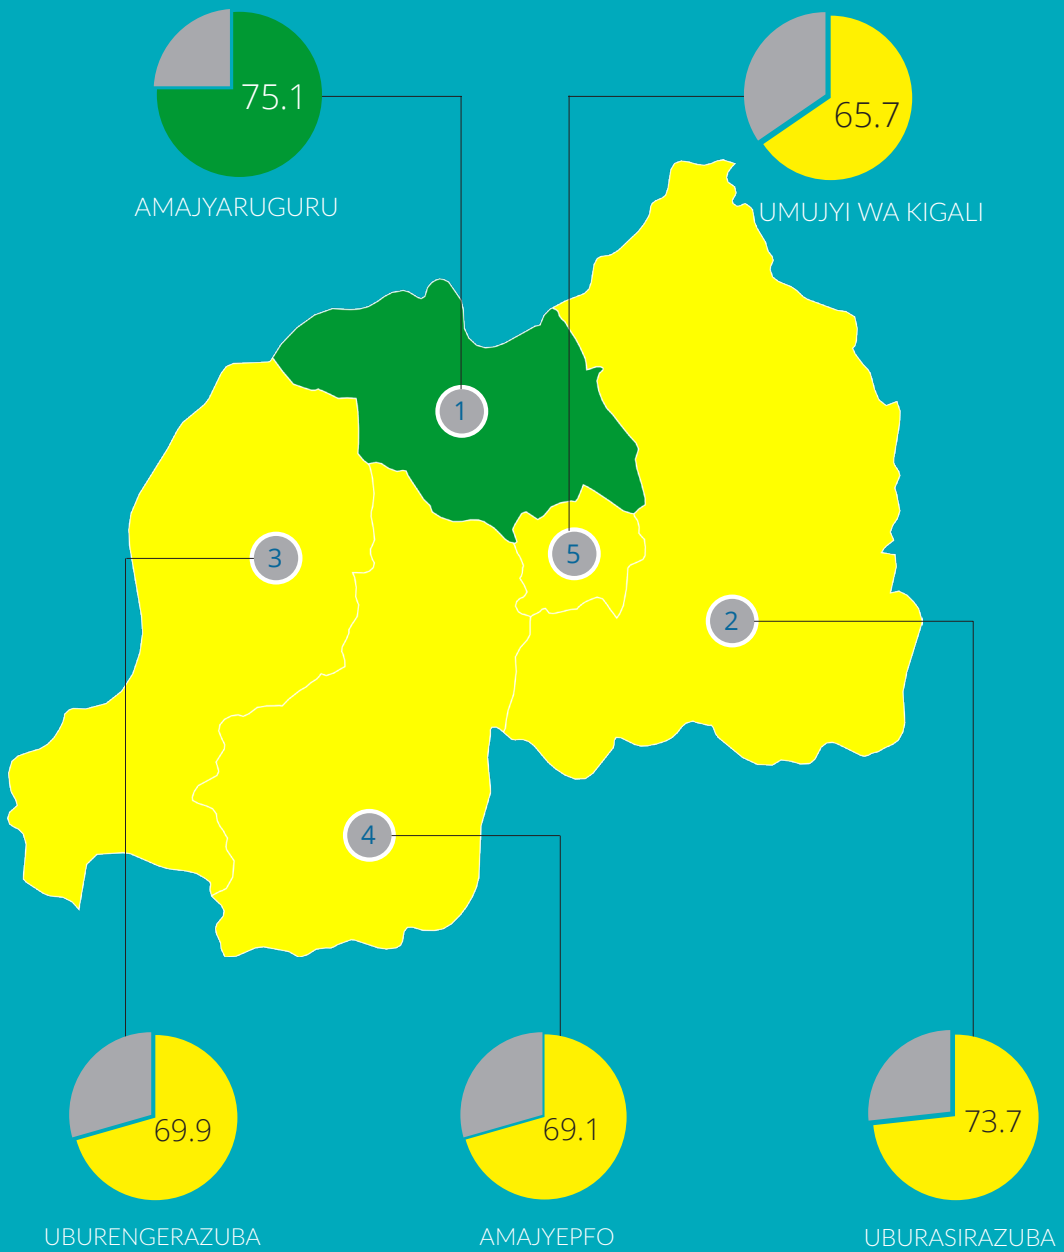 75.1
65.7
AMAJYARUGURU
UMUJYI WA KIGALI
1
3
5
2
4
69.9
69.1
73.7
UBURENGERAZUBA
AMAJYEPFO
UBURASIRAZUBA